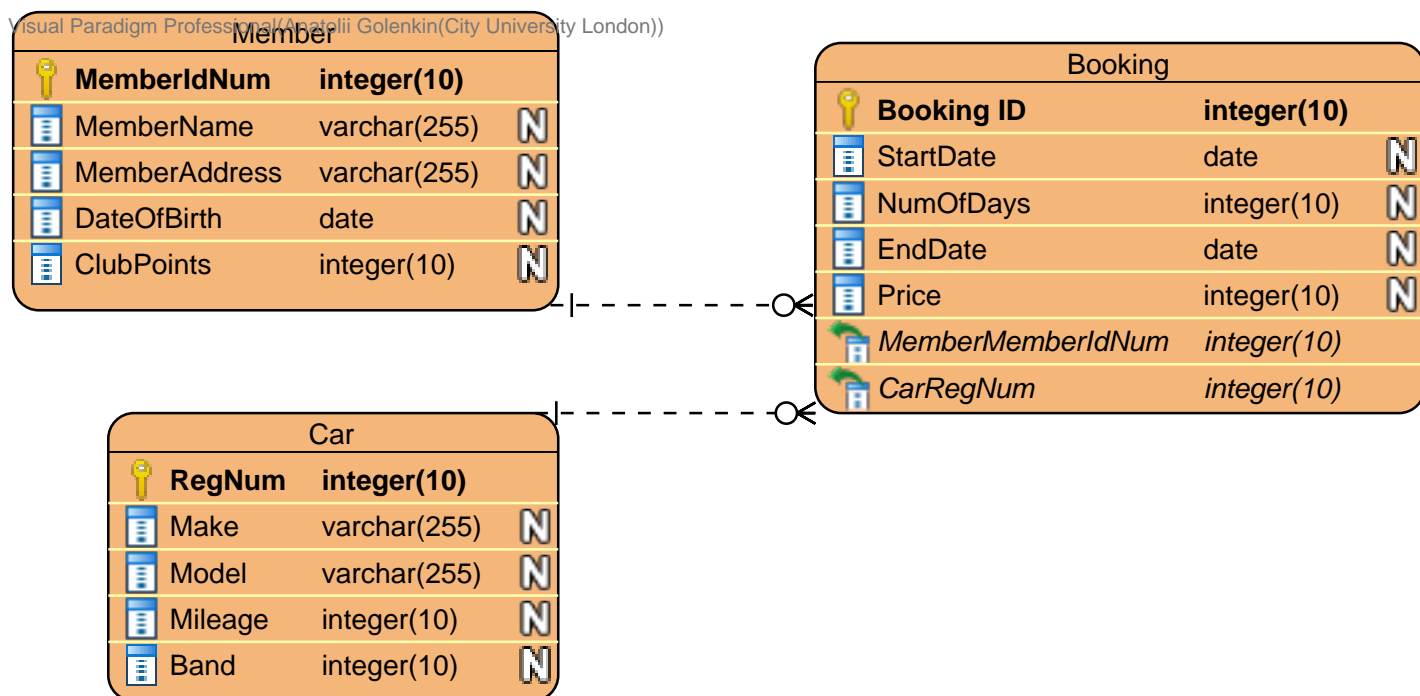 Visual Paradigm Professional(Anatolii Golenkin(City University London))
Member
MemberIdNum integer(10)
MemberName varchar(255) N
MemberAddress varchar(255) N
DateOfBirth date N
ClubPoints integer(10) N
Booking
Booking ID integer(10)
StartDate date N
NumOfDays integer(10) N
EndDate date N
Price integer(10) N
MemberMemberIdNum integer(10)
CarRegNum integer(10)
Car
RegNum integer(10)
Make varchar(255) N
Model varchar(255) N
Mileage integer(10) N
Band integer(10) N